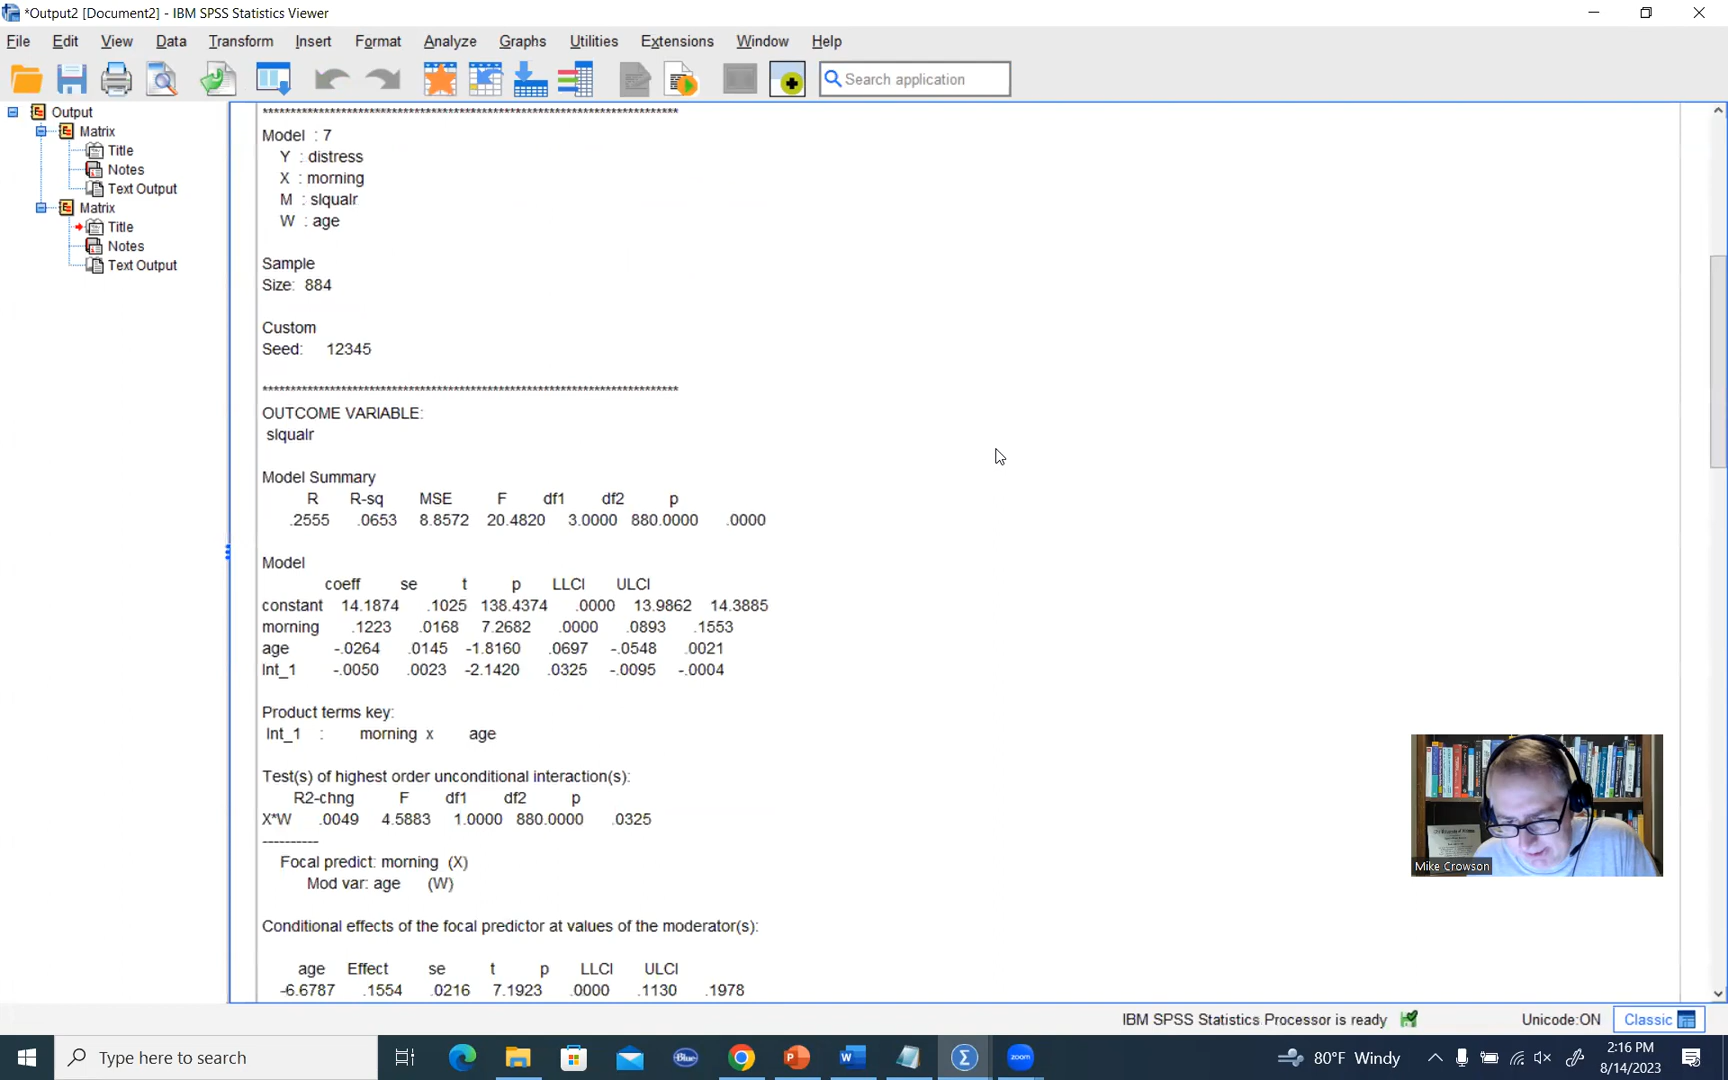 *Output2 [Document2] - IBM SPSS Statistics Viewer
File Edit View Data Transform Insert Format Analyze Graphs Utilities Extensions Window Help
Search application
Output
Matrix
Title
Notes
Text Output
Matrix
Title
Notes
Text Output
Model : 7
Y : distress
X : morning
M : slqualr
W : age
Sample
Size: 884
Custom
Seed: 12345
OUTCOME VARIABLE:
slqualr
Model Summary
R R-sq MSE F df1 df2 p
.2555 .0653 8.8572 20.4820 3.0000 880.0000 .0000
Model
coeff se t p LLCI ULCI
constant 14.1874 .1025 138.4374 .0000 13.9862 14.3885
morning .1223 .0168 7.2682 .0000 .0893 .1553
age -.0264 .0145 -1.8160 .0697 -.0548 .0021
Int_1 -.0050 .0023 -2.1420 .0325 -.0095 -.0004
Product terms key:
Int_1 : morning x age
Test(s) of highest order unconditional interaction(s):
R2-chng F df1 df2 p
X*W .0049 4.5883 1.0000 880.0000 .0325
----------
Focal predict: morning (X)
Mod var: age (W)
Conditional effects of the focal predictor at values of the moderator(s):
age Effect se t p LLCI ULCI
-6.6787 .1554 .0216 7.1923 .0000 .1130 .1978
Mike Crowson
IBM SPSS Statistics Processor is ready Unicode:ON Classic
Type here to search
Blue
zoom
80°F Windy
2:16 PM
8/14/2023